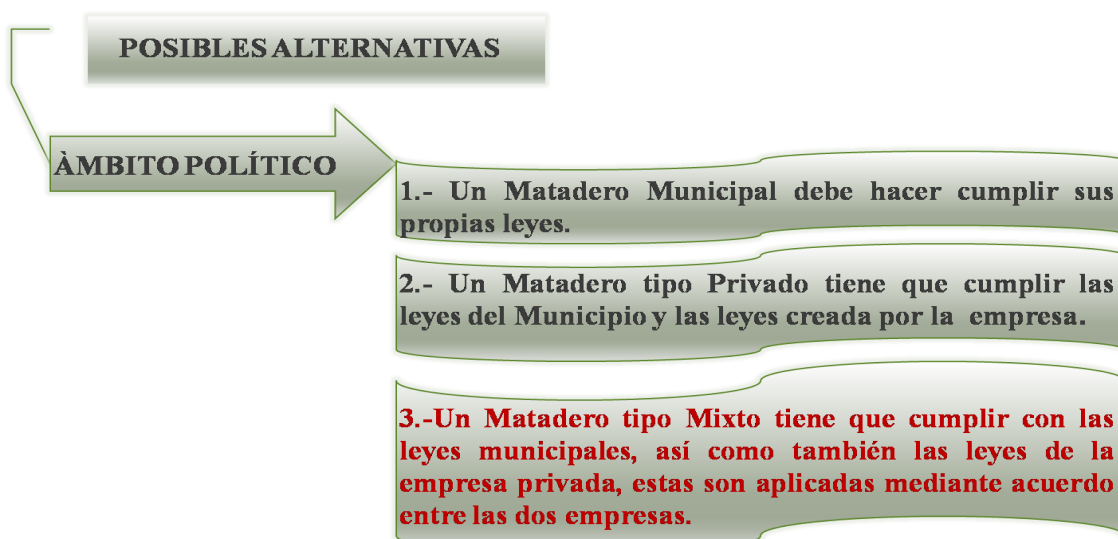 POSIBLES ALTERNATIVAS
ÀMBITO POLÍTICO
1.- Un Matadero Municipal debe hacer cumplir sus
propias leyes.
2.- Un Matadero tipo Privado tiene que cumplir las
leyes del Municipio y las leyes creada por la empresa.
3.-Un Matadero tipo Mixto tiene que cumplir con las
leyes municipales, así como también las leyes de la
empresa privada, estas son aplicadas mediante acuerdo
entre las dos empresas.